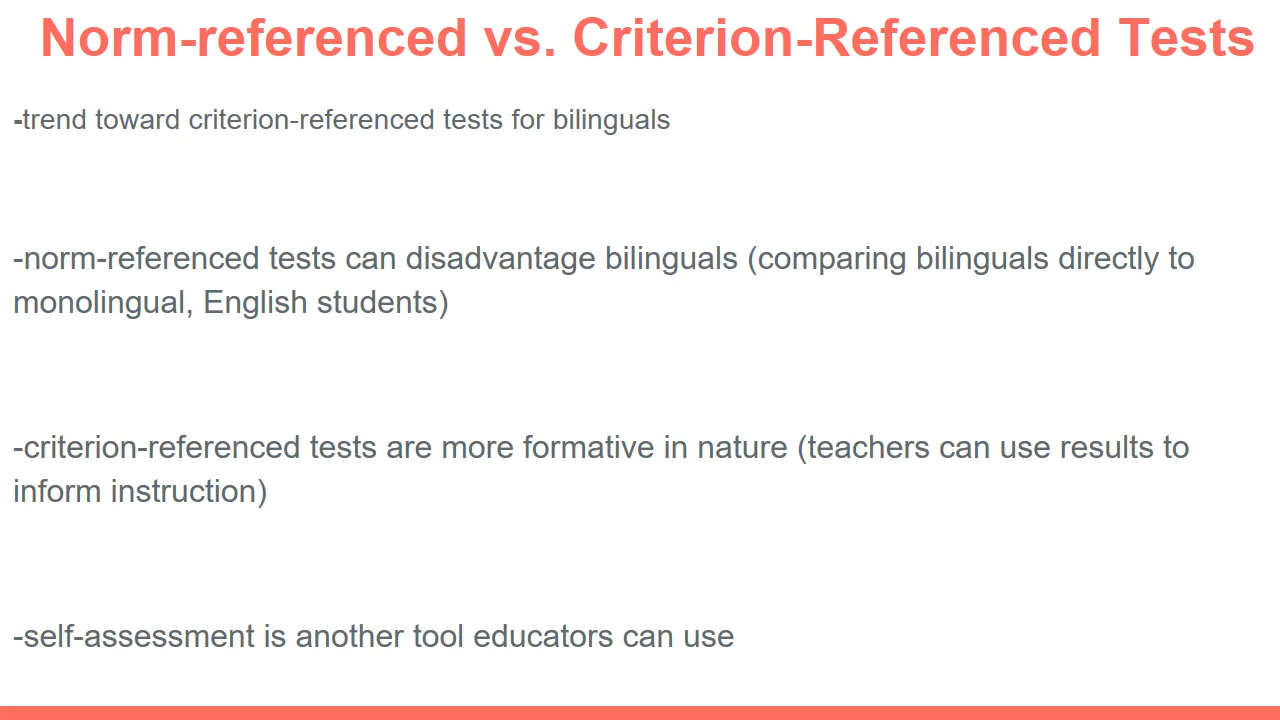 Norm-referenced vs. Criterion-Referenced Tests
-trend toward criterion-referenced tests for bilinguals
-norm-referenced tests can disadvantage bilinguals (comparing bilinguals directly to
monolingual, English students)
-criterion-referenced tests are more formative in nature (teachers can use results to
inform instruction)
-self-assessment is another tool educators can use